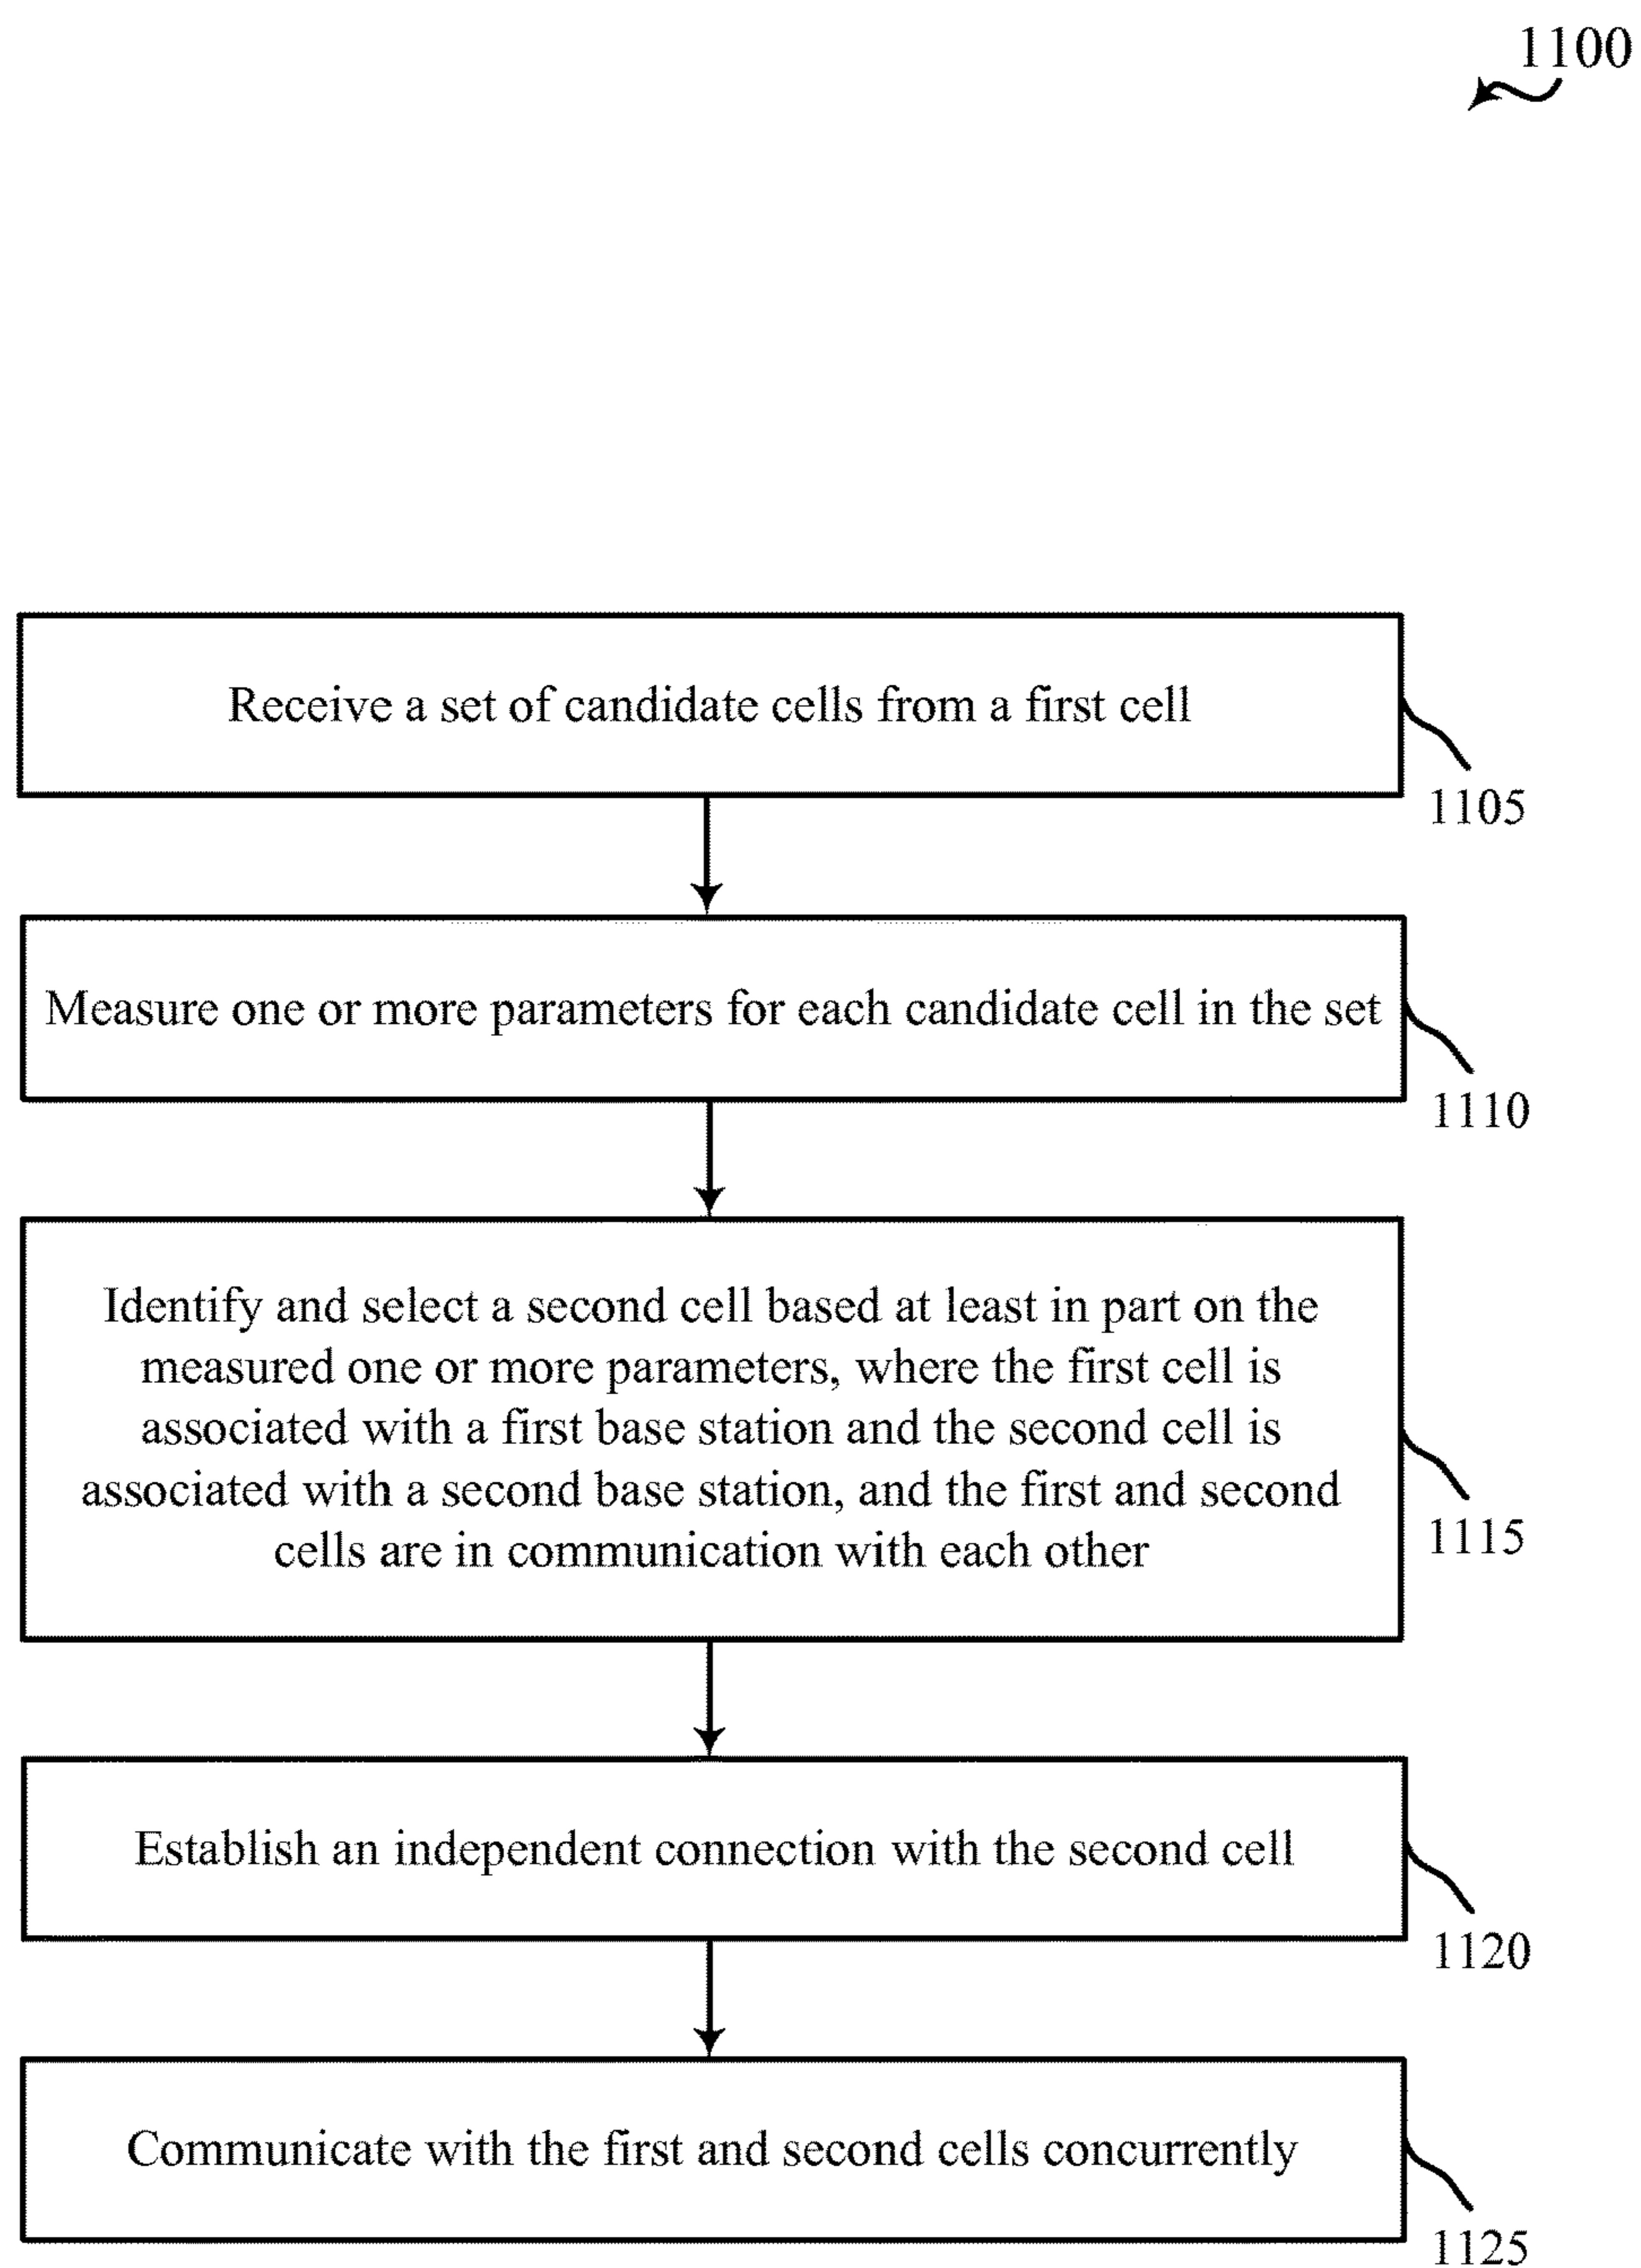 1100
Receive a set of candidate cells from a first cell
1105
Measure one or more parameters for each candidate cell in the set
1110
Identify and select a second cell based at least in part on the
measured one or more parameters, where the first cell is
associated with a first base station and the second cell is
associated with a second base station, and the first and second
cells are in communication with each other
1115
Establish an independent connection with the second cell
1120
Communicate with the first and second cells concurrently
1125